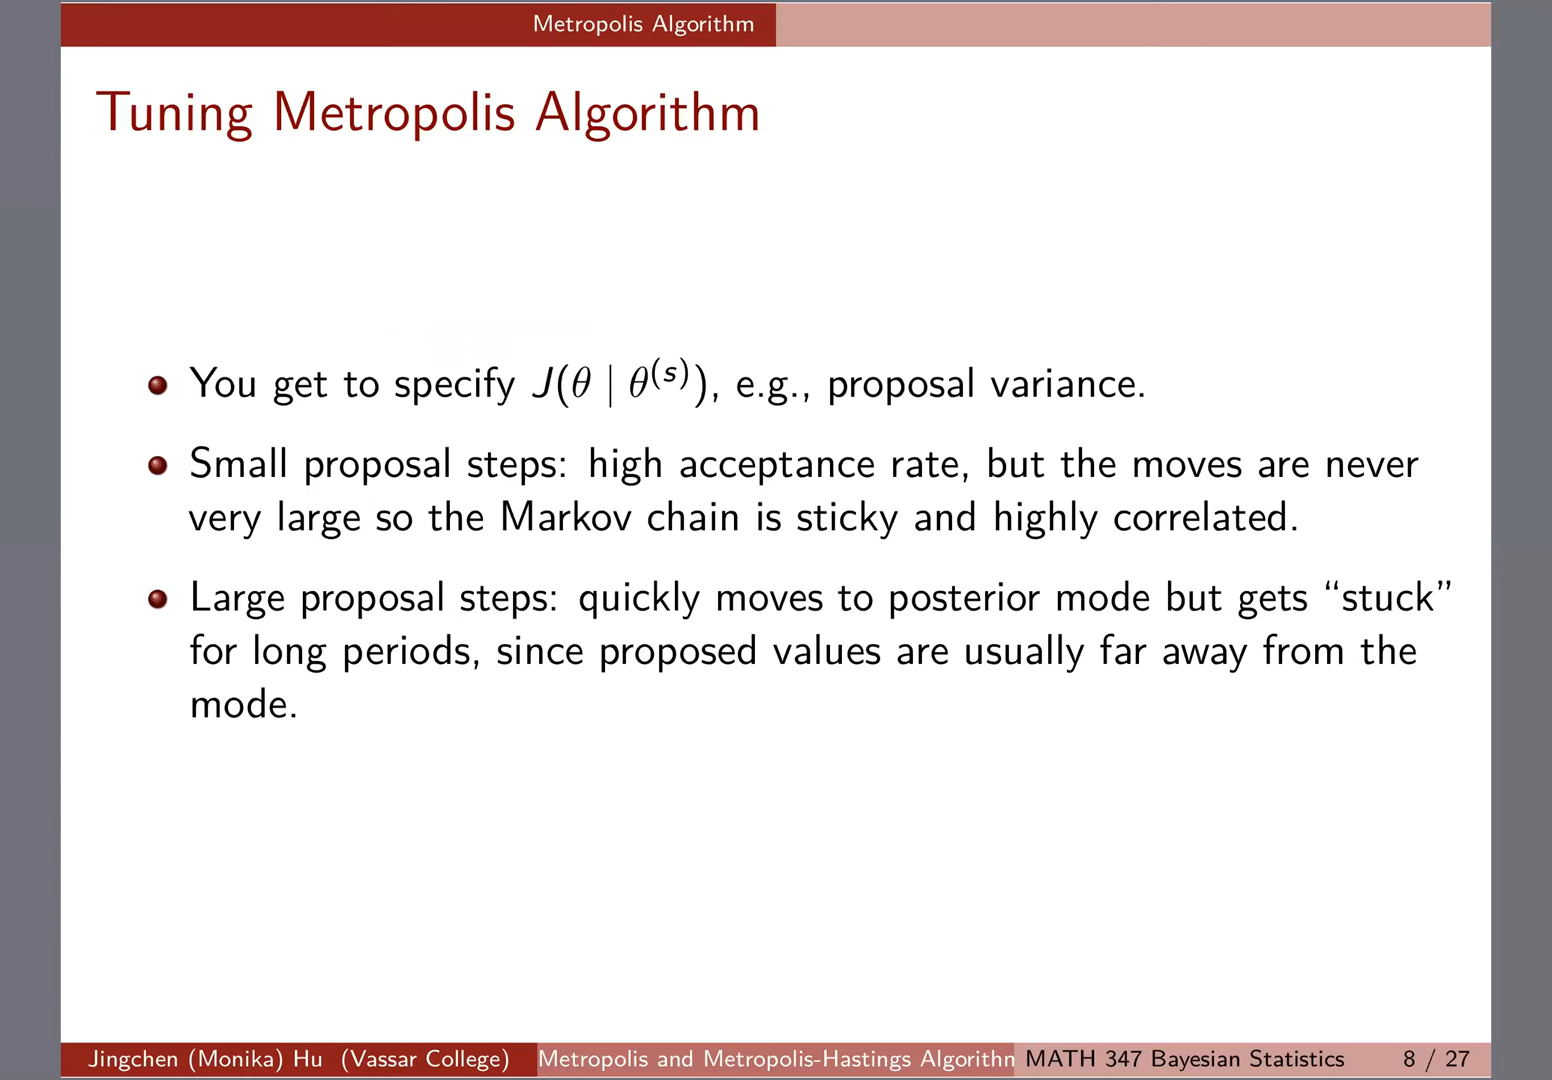 Metropolis Algorithm
Tuning Metropolis Algorithm
You get to specify J(θ | θ^(s)), e.g., proposal variance.
Small proposal steps: high acceptance rate, but the moves are never
very large so the Markov chain is sticky and highly correlated.
Large proposal steps: quickly moves to posterior mode but gets “stuck”
for long periods, since proposed values are usually far away from the
mode.
Jingchen (Monika) Hu (Vassar College) Metropolis and Metropolis-Hastings Algorithn MATH 347 Bayesian Statistics 8 / 27